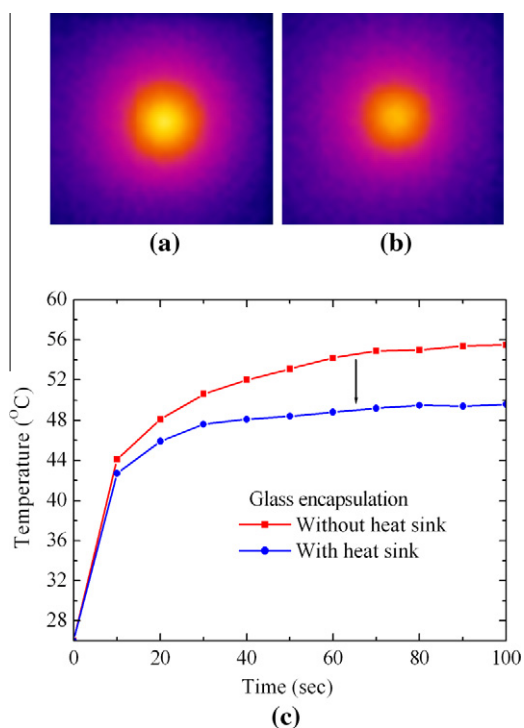 (a)
(b)
60
56
52
48
44
40
36
32
28
Temperature (°C)
Glass encapsulation
Without heat sink
With heat sink
0
20
40
60
80
100
Time (sec)
(c)